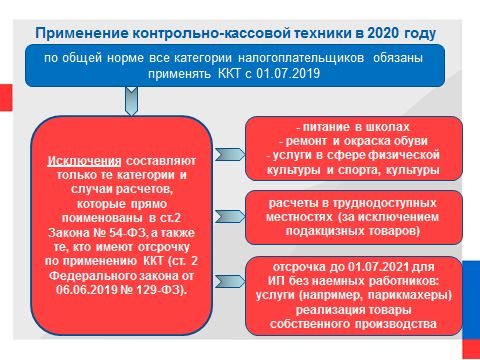 Применение контрольно-кассовой техники в 2020 году
по общей норме все категории налогоплательщиков обязаны
применять ККТ с 01.07.2019
Исключения составляют
только те категории и
случаи расчетов,
которые прямо
поименованы в ст.2
Закона № 54-ФЗ, а также
те, кто имеют отсрочку
по применению ККТ (ст. 2
Федерального закона от
06.06.2019 № 129-ФЗ).
- питание в школах
- ремонт и окраска обуви
- услуги в сфере физической
культуры и спорта, культуры
расчеты в труднодоступных
местностях (за исключением
подакцизных товаров)
отсрочка до 01.07.2021 для
ИП без наемных работников:
услуги (например, парикмахеры)
реализация товары
собственного производства